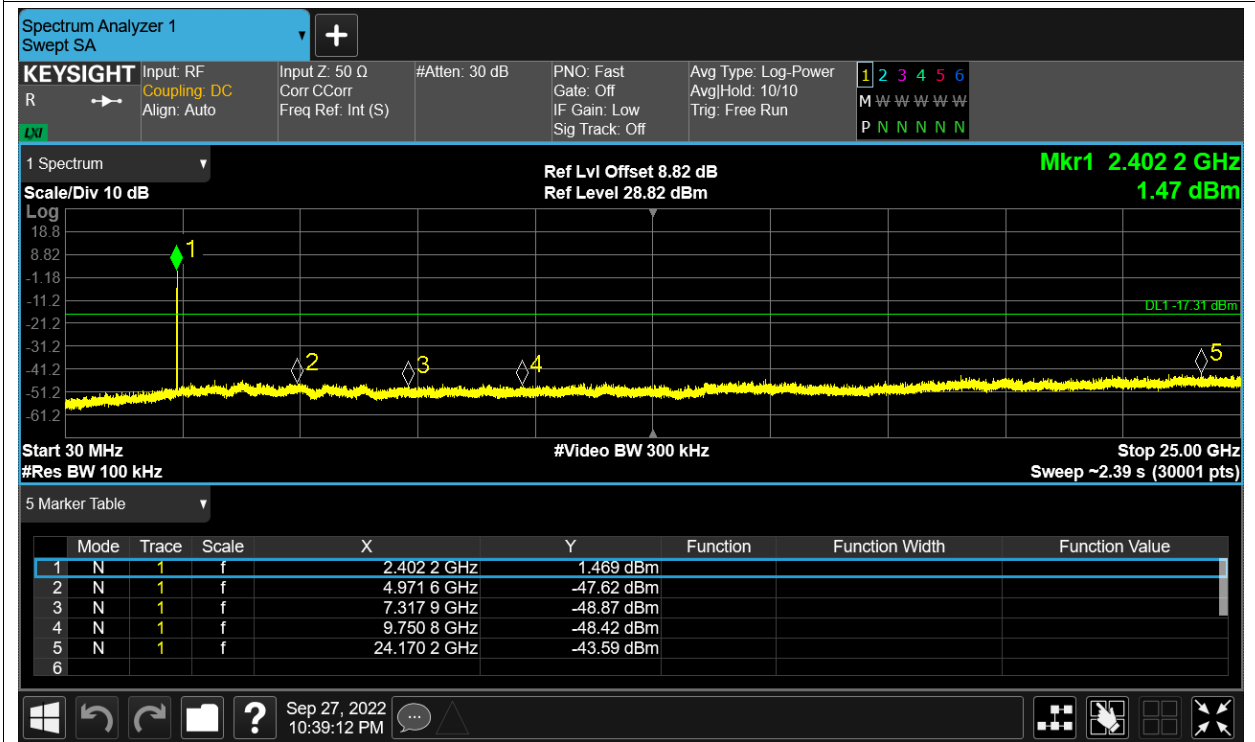 Spectrum Analyzer 1
Swept SA
+
KEYSIGHT Input: RF Input Z: 50 Ω #Atten: 30 dB PNO: Fast Avg Type: Log-Power 1 2 3 4 5 6
R Coupling: DC Corr CCorr Gate: Off Avg|Hold: 10/10 M W W W W W
Align: Auto Freq Ref: Int (S) IF Gain: Low Trig: Free Run P N N N N N
LXI Sig Track: Off
1 Spectrum Ref Lvl Offset 8.82 dB Mkr1 2.402 2 GHz
Scale/Div 10 dB Ref Level 28.82 dBm 1.47 dBm
Log
18.8
8.82 1
-1.18
-11.2 DL1 -17.31 dBm
-21.2
-31.2
-41.2 2 3 4 5
-51.2
-61.2
Start 30 MHz #Video BW 300 kHz Stop 25.00 GHz
#Res BW 100 kHz Sweep ~2.39 s (30001 pts)
5 Marker Table
Mode Trace Scale X Y Function Function Width Function Value
1 N 1 f 2.402 2 GHz 1.469 dBm
2 N 1 f 4.971 6 GHz -47.62 dBm
3 N 1 f 7.317 9 GHz -48.87 dBm
4 N 1 f 9.750 8 GHz -48.42 dBm
5 N 1 f 24.170 2 GHz -43.59 dBm
6
? Sep 27, 2022
10:39:12 PM